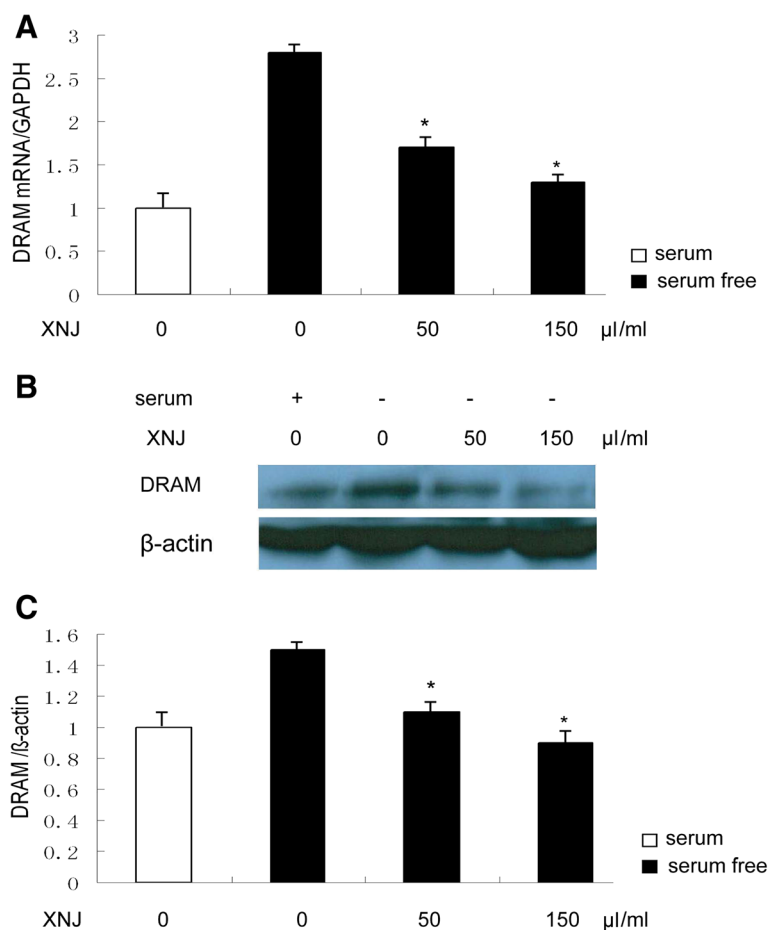 A
DRAM mRNA/GAPDH
3
2.5
2
1.5
1
0.5
0
*
*
serum
serum free
XNJ 0 0 50 150 µl/ml
B
serum + - - -
XNJ 0 0 50 150 µl/ml
DRAM
β-actin
C
DRAM/ß-actin
1.6
1.4
1.2
1
0.8
0.6
0.4
0.2
0
*
*
serum
serum free
XNJ 0 0 50 150 µl/ml